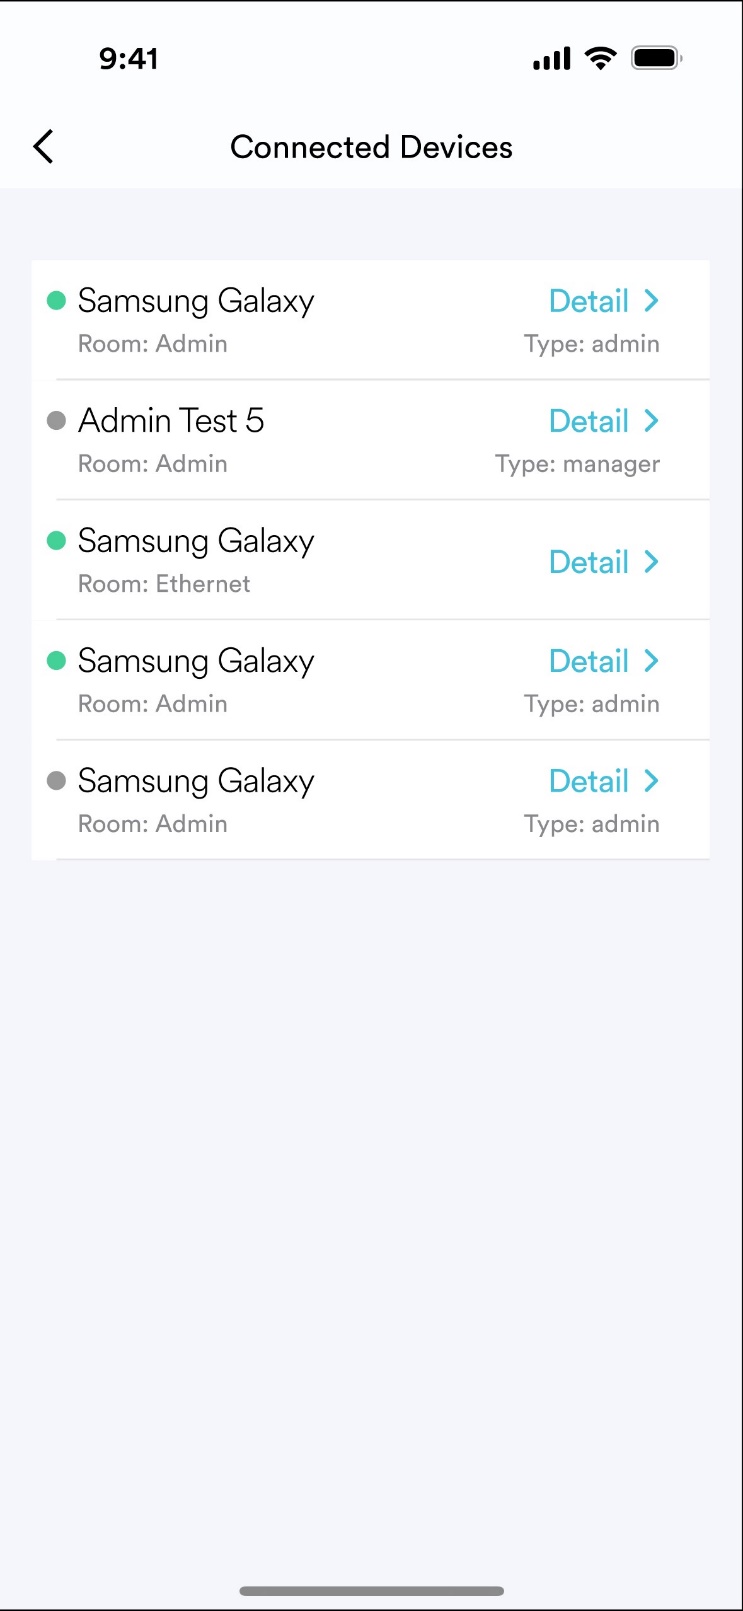 9:41
Connected Devices
Samsung Galaxy Detail
Room: Admin Type: admin
Admin Test 5 Detail
Room: Admin Type: manager
Samsung Galaxy
Detail
Room: Ethernet
Samsung Galaxy Detail
Room: Admin Type: admin
Samsung Galaxy Detail
Room: Admin Type: admin